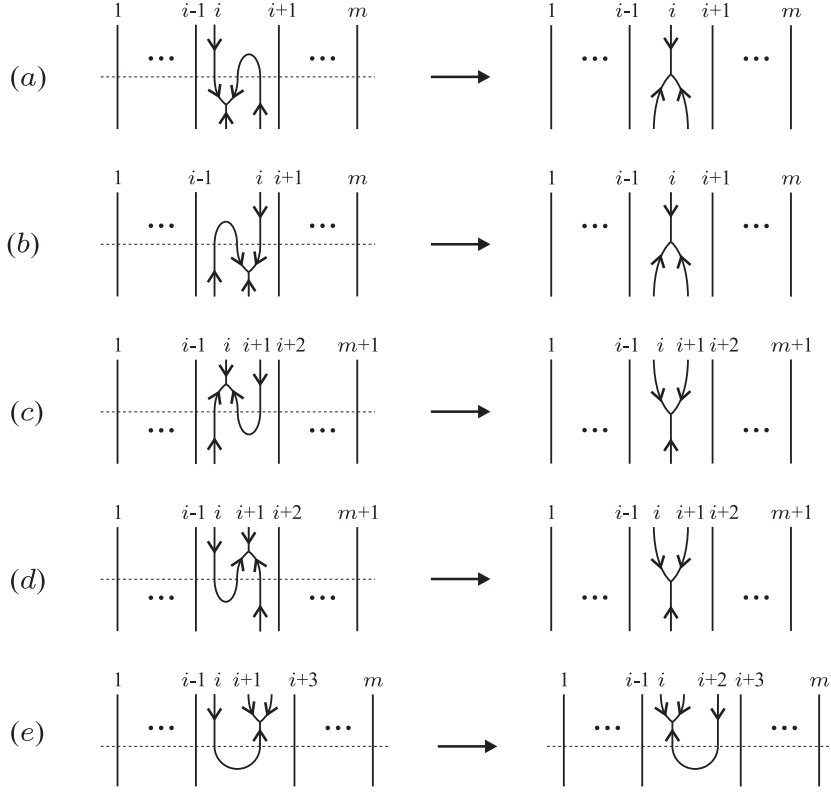 1 i-1 i i+1 m 1 i-1 i i+1 m
(a) ... ... ... ...
1 i-1 i i+1 m 1 i-1 i i+1 m
(b) ... ... ... ...
1 i-1 i i+1 i+2 m+1 1 i-1 i i+1 i+2 m+1
(c) ... ... ... ...
1 i-1 i i+1 i+2 m+1 1 i-1 i i+1 i+2 m+1
(d) ... ... ... ...
1 i-1 i i+1 i+3 m 1 i-1 i i+2 i+3 m
(e) ... ... ... ...